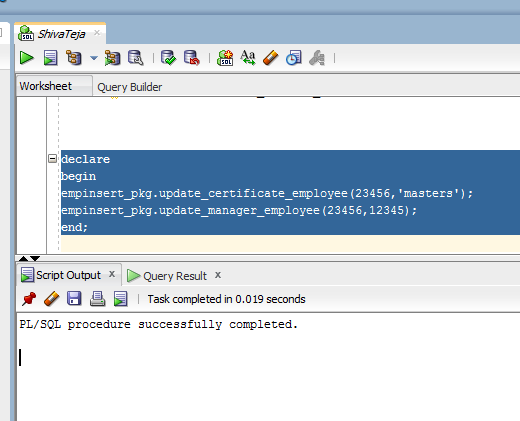 ShivaTeja
SQL
Worksheet
Query Builder
declare
begin
empinsert_pkg.update_certificate_employee(23456,'masters');
empinsert_pkg.update_manager_employee(23456,12345);
end;
Script Output x
Query Result x
Task completed in 0.019 seconds
PL/SQL procedure successfully completed.